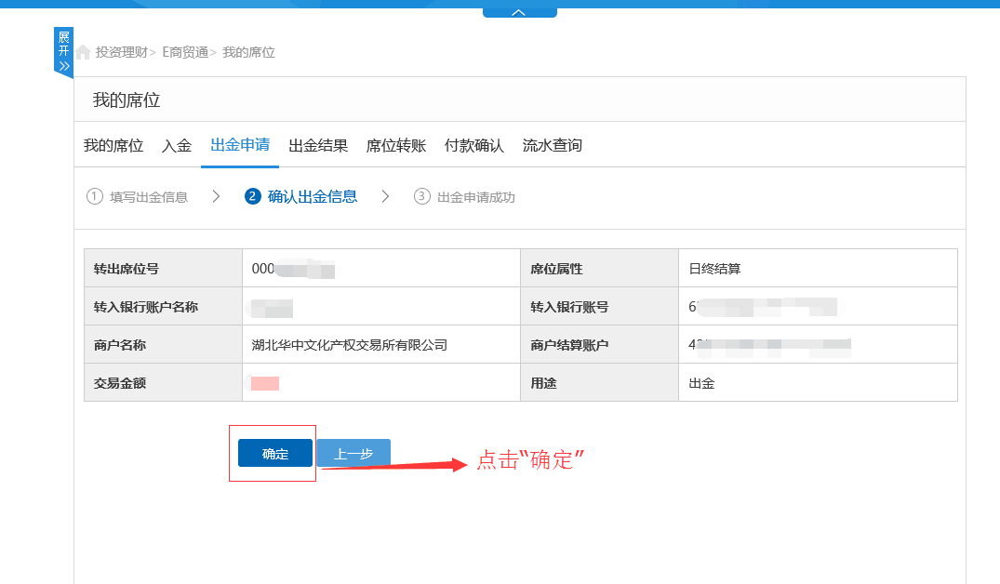 展开
投资理财> E商贸通> 我的席位
我的席位
我的席位 入金 出金申请 出金结果 席位转账 付款确认 流水查询
1 填写出金信息 2 确认出金信息 3 出金申请成功
转出席位号 000 席位属性 日终结算
转入银行账户名称 转入银行账号 6
商户名称 湖北华中文化产权交易所有限公司 商户结算账户 42
交易金额 用途 出金
确定 上一步 点击“确定”